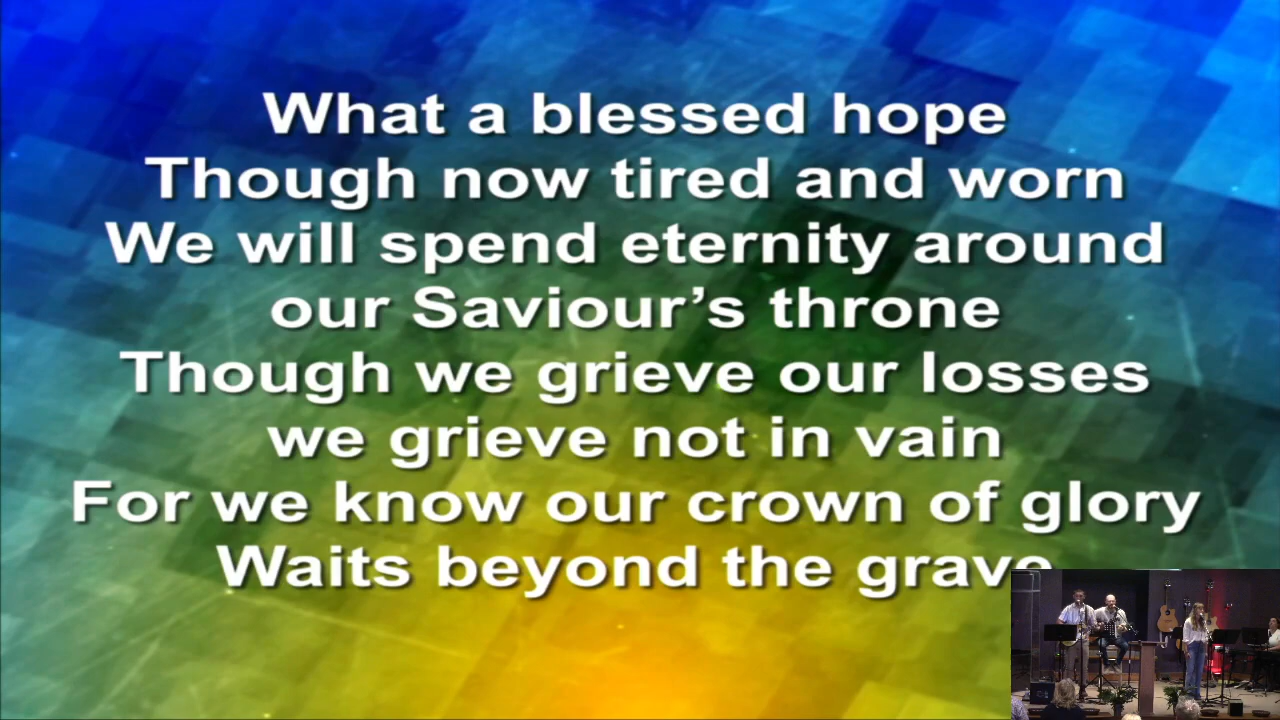 What a blessed hope
Though now tired and worn
We will spend eternity around
our Saviour’s throne
Though we grieve our losses
we grieve not in vain
For we know our crown of glory
Waits beyond the grave